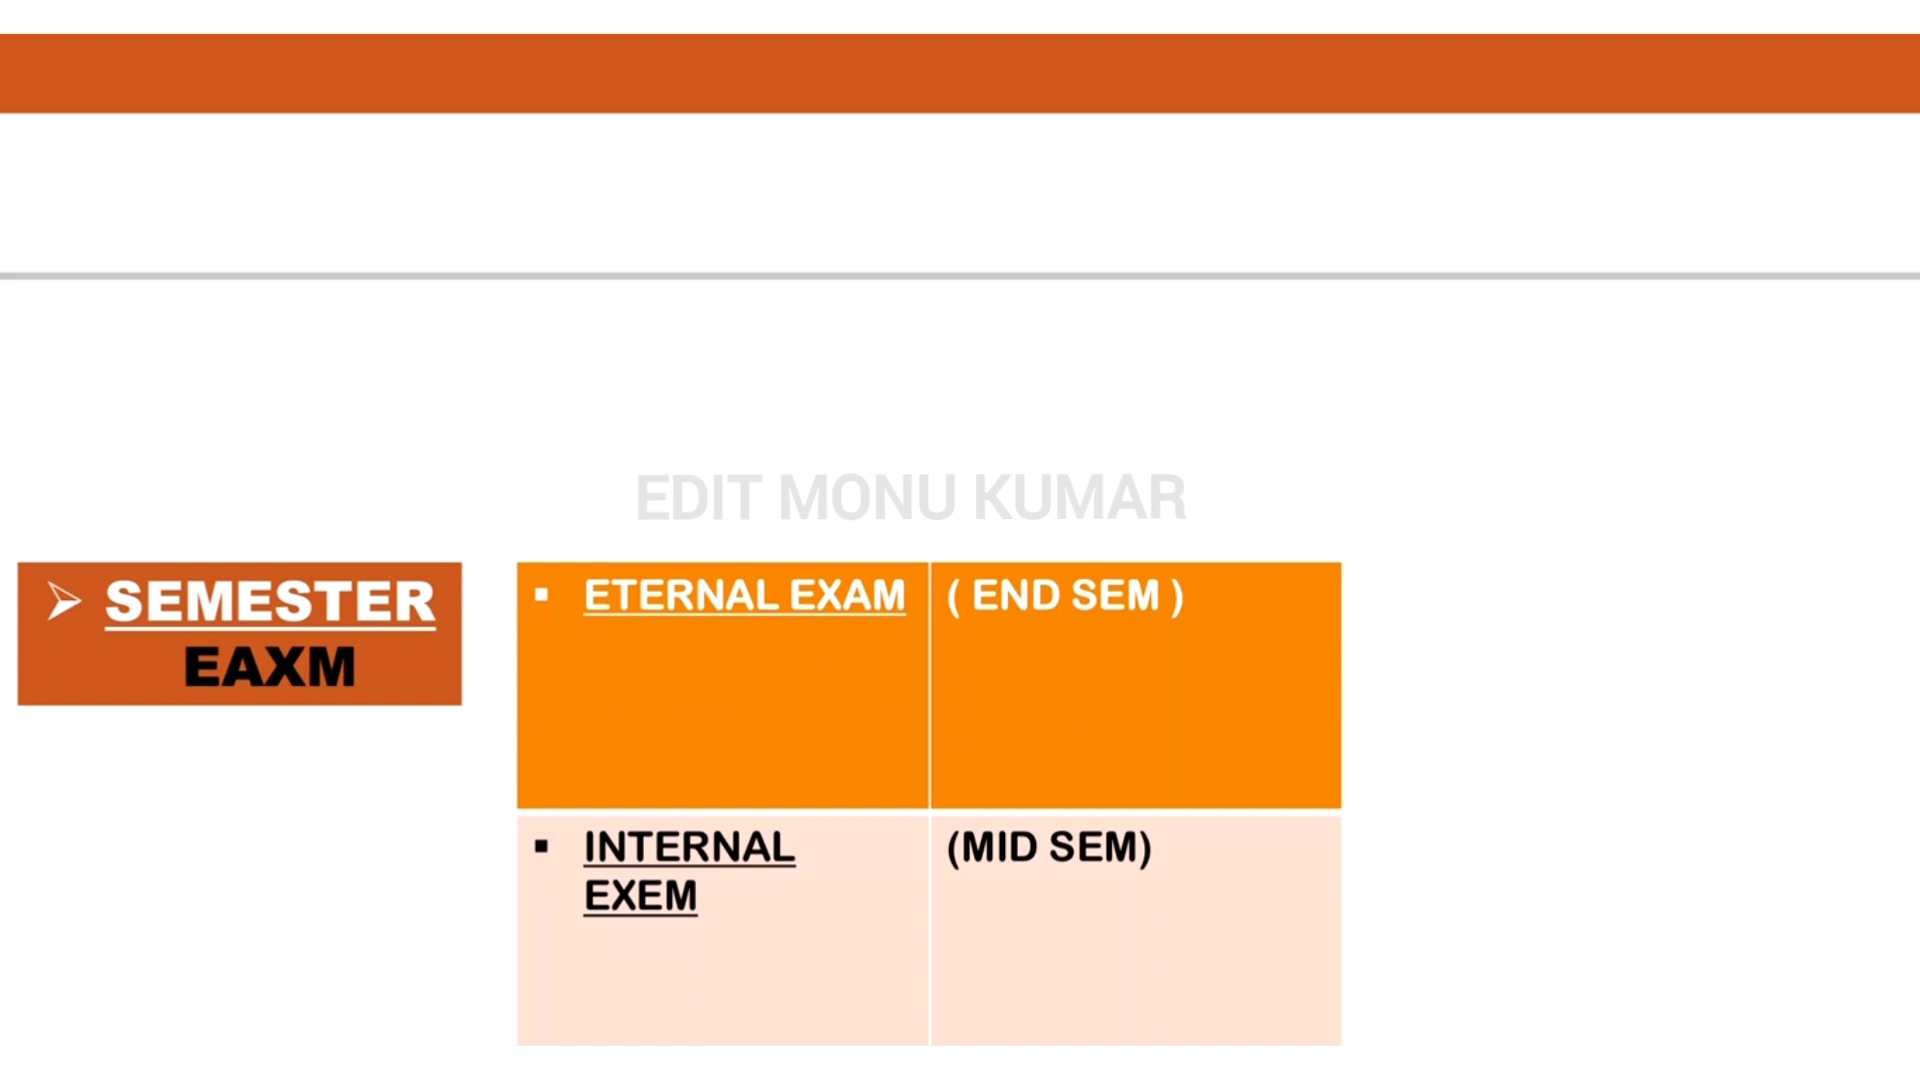 EDIT MONU KUMAR
➢ SEMESTER
EAXM
▪ ETERNAL EXAM ( END SEM )
▪ INTERNAL (MID SEM)
EXEM